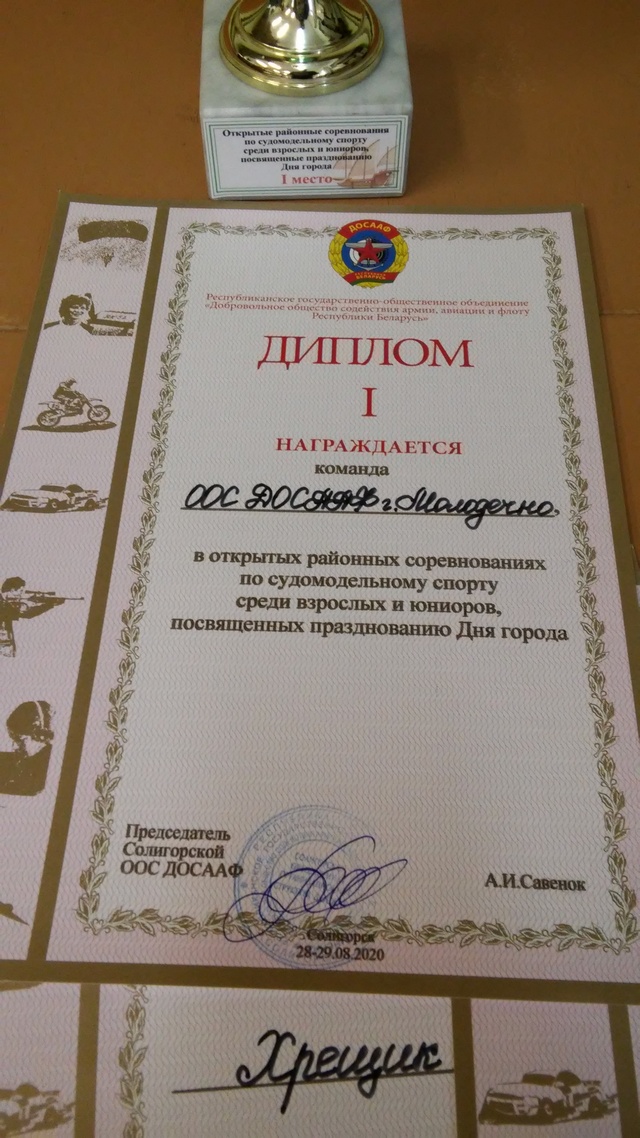 Открытые районные соревнования
по судомодельному спорту
среди взрослых и юниоров,
посвященные празднованию
Дня города
I место
ДОСААФ
БЕЛАРУСЬ
Республиканское государственно-общественное объединение
«Добровольное общество содействия армии, авиации и флоту
Республики Беларусь»
ДИПЛОМ
I
НАГРАЖДАЕТСЯ
команда
ООС ДОСААФ г. Молодечно.
в открытых районных соревнованиях
по судомодельному спорту
среди взрослых и юниоров,
посвященных празднованию Дня города
Председатель
Солигорской
ООС ДОСААФ
А.И.Савенок
Солигорск
28-29.08.2020
Хрещик